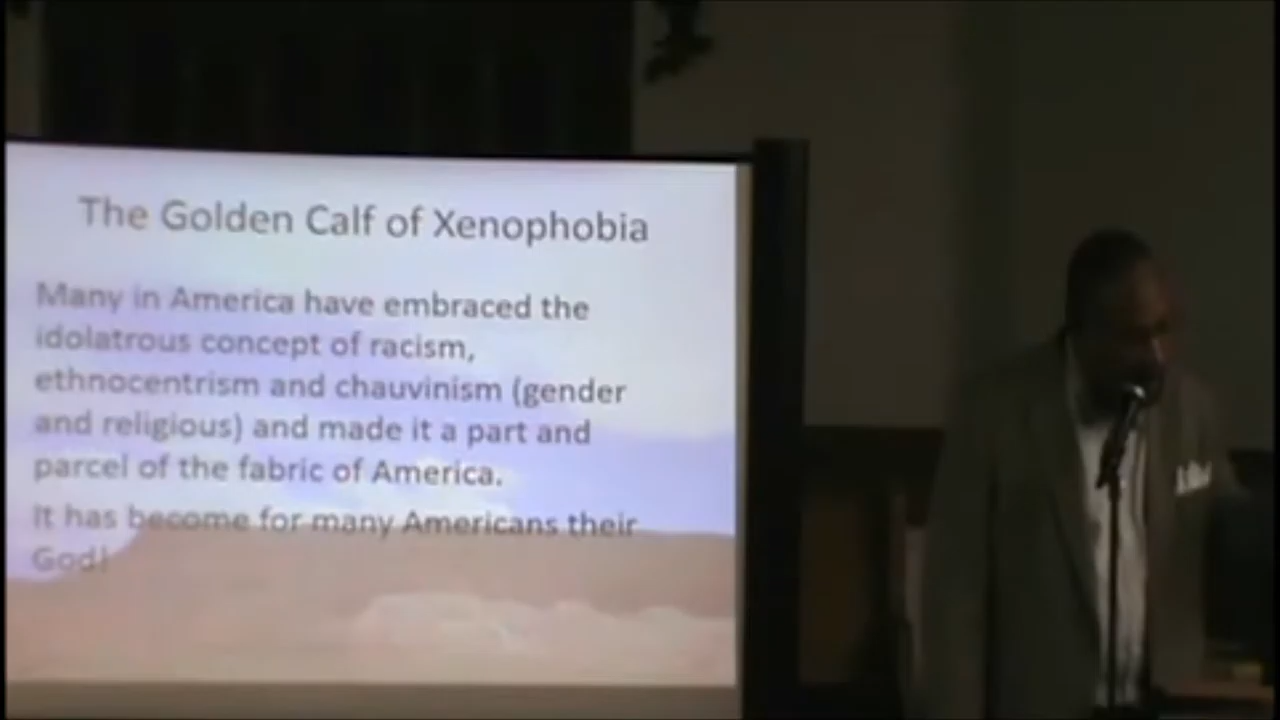 The Golden Calf of Xenophobia
Many in America have embraced the
idolatrous concept of racism,
ethnocentrism and chauvinism (gender
and religious) and made it a part and
parcel of the fabric of America.
It has become for many Americans their
God!